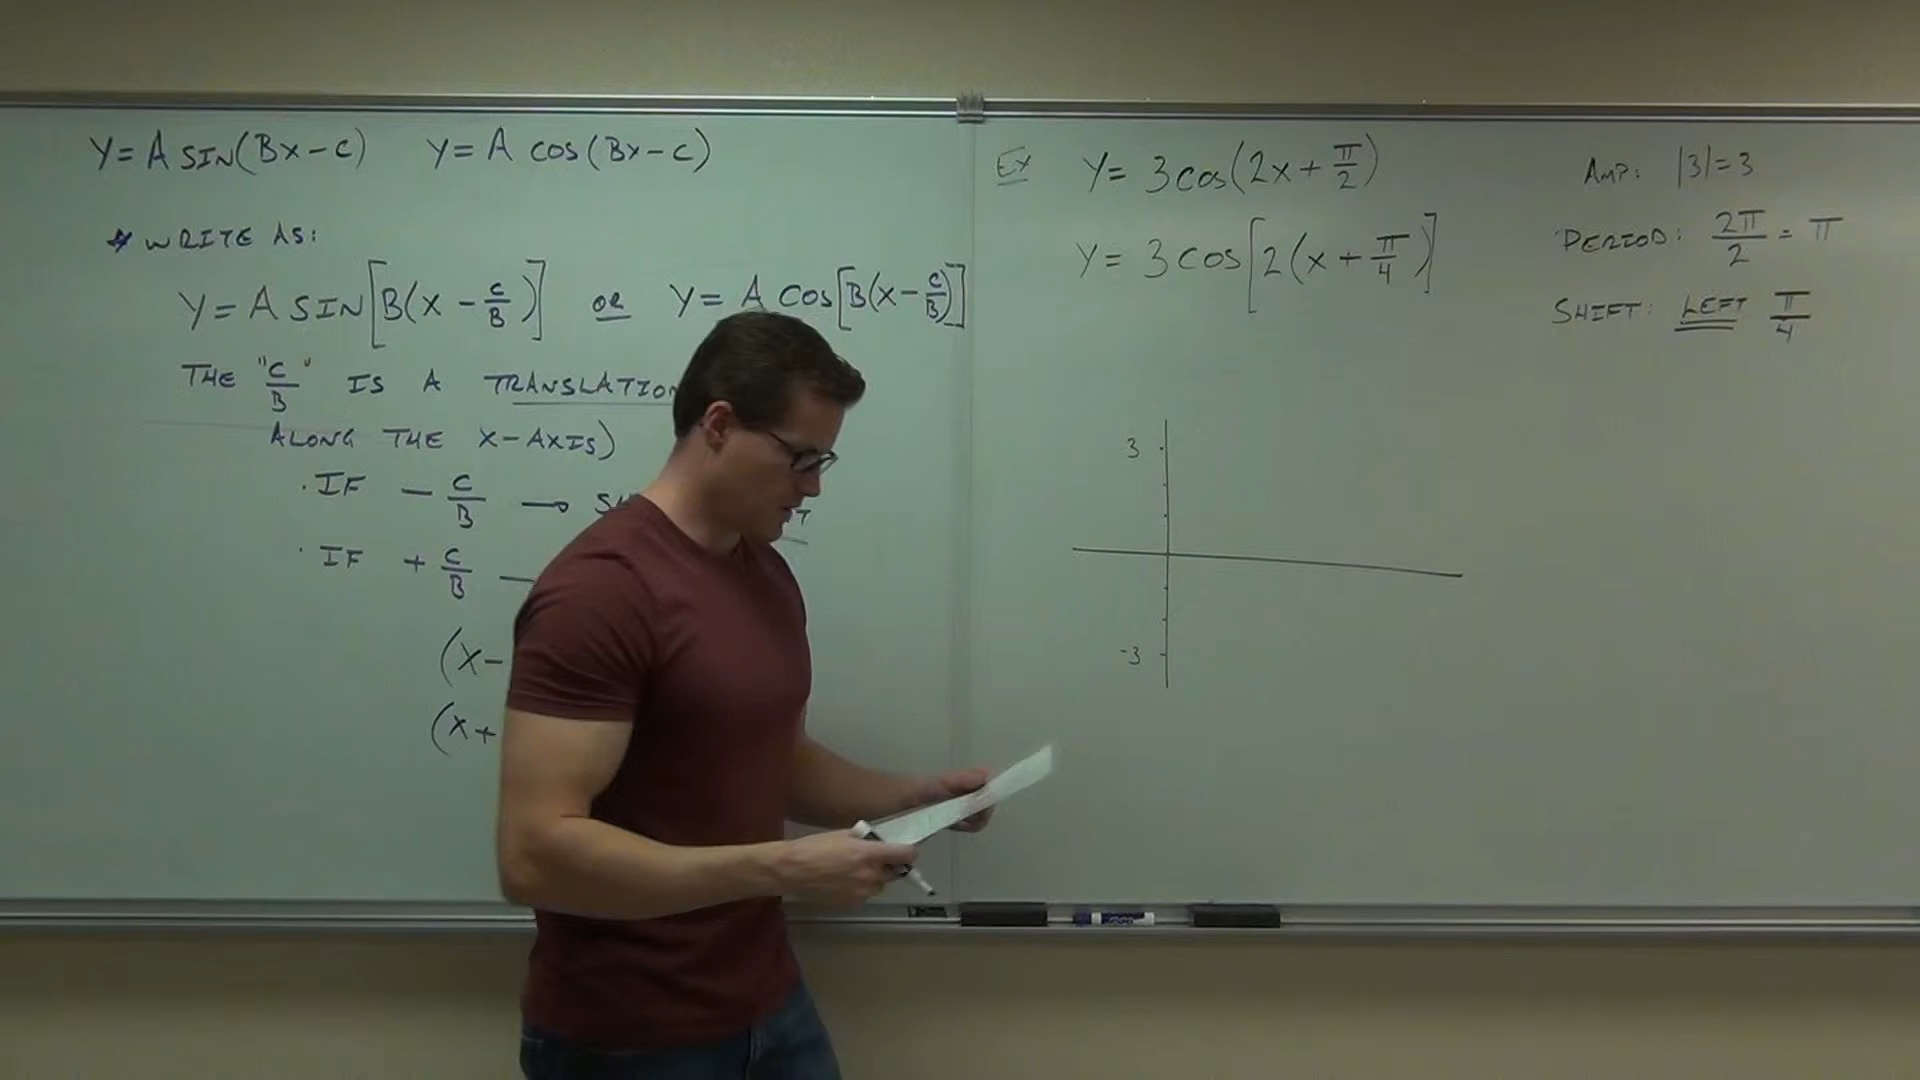 Y = A SIN(Bx - C)   Y = A COS(Bx - C)
* WRITE AS:
Y = A SIN[B(X - C/B)] OR Y = A COS[B(X - C/B)]
THE "C/B" IS A TRANSLATION
ALONG THE X-AXIS)
· IF - C/B →
· IF + C/B —
(X -
(X +
Ex Y = 3cos(2x + π/2)
Y = 3cos[2(x + π/4)]
AMP: |3| = 3
PERIOD: 2π/2 = π
SHIFT: LEFT π/4
3
-3